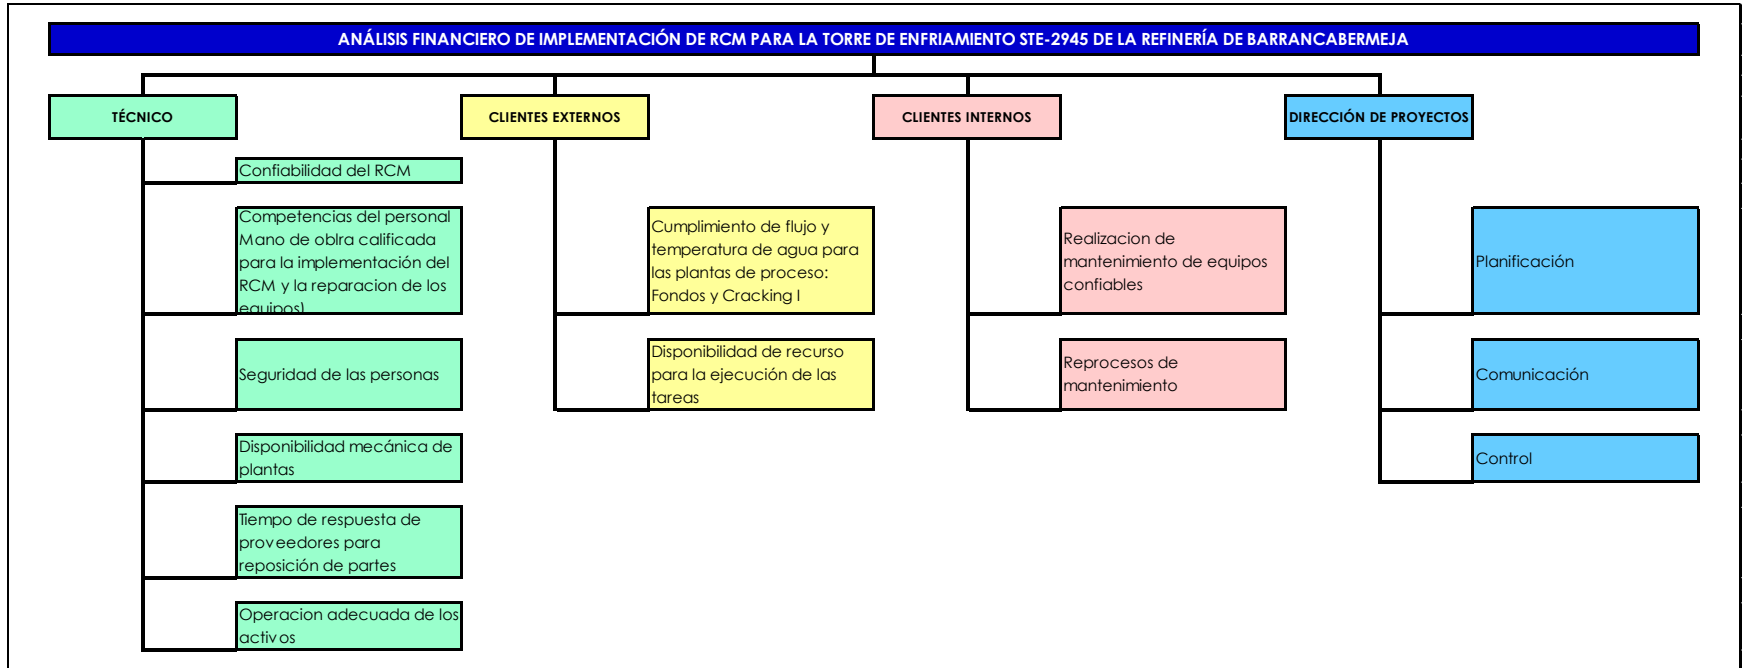 ANÁLISIS FINANCIERO DE IMPLEMENTACIÓN DE RCM PARA LA TORRE DE ENFRIAMIENTO STE-2945 DE LA REFINERÍA DE BARRANCABERMEJA
TÉCNICO
Confiabilidad del RCM
Competencias del personal
Mano de oblra calificada
para la implementación del
RCM y la reparacion de los
equipos)
Seguridad de las personas
Disponibilidad mecánica de
plantas
Tiempo de respuesta de
proveedores para
reposición de partes
Operacion adecuada de los
activos
CLIENTES EXTERNOS
Cumplimiento de flujo y
temperatura de agua para
las plantas de proceso:
Fondos y Cracking I
Disponibilidad de recurso
para la ejecución de las
tareas
CLIENTES INTERNOS
Realizacion de
mantenimiento de equipos
confiables
Reprocesos de
mantenimiento
DIRECCIÓN DE PROYECTOS
Planificación
Comunicación
Control